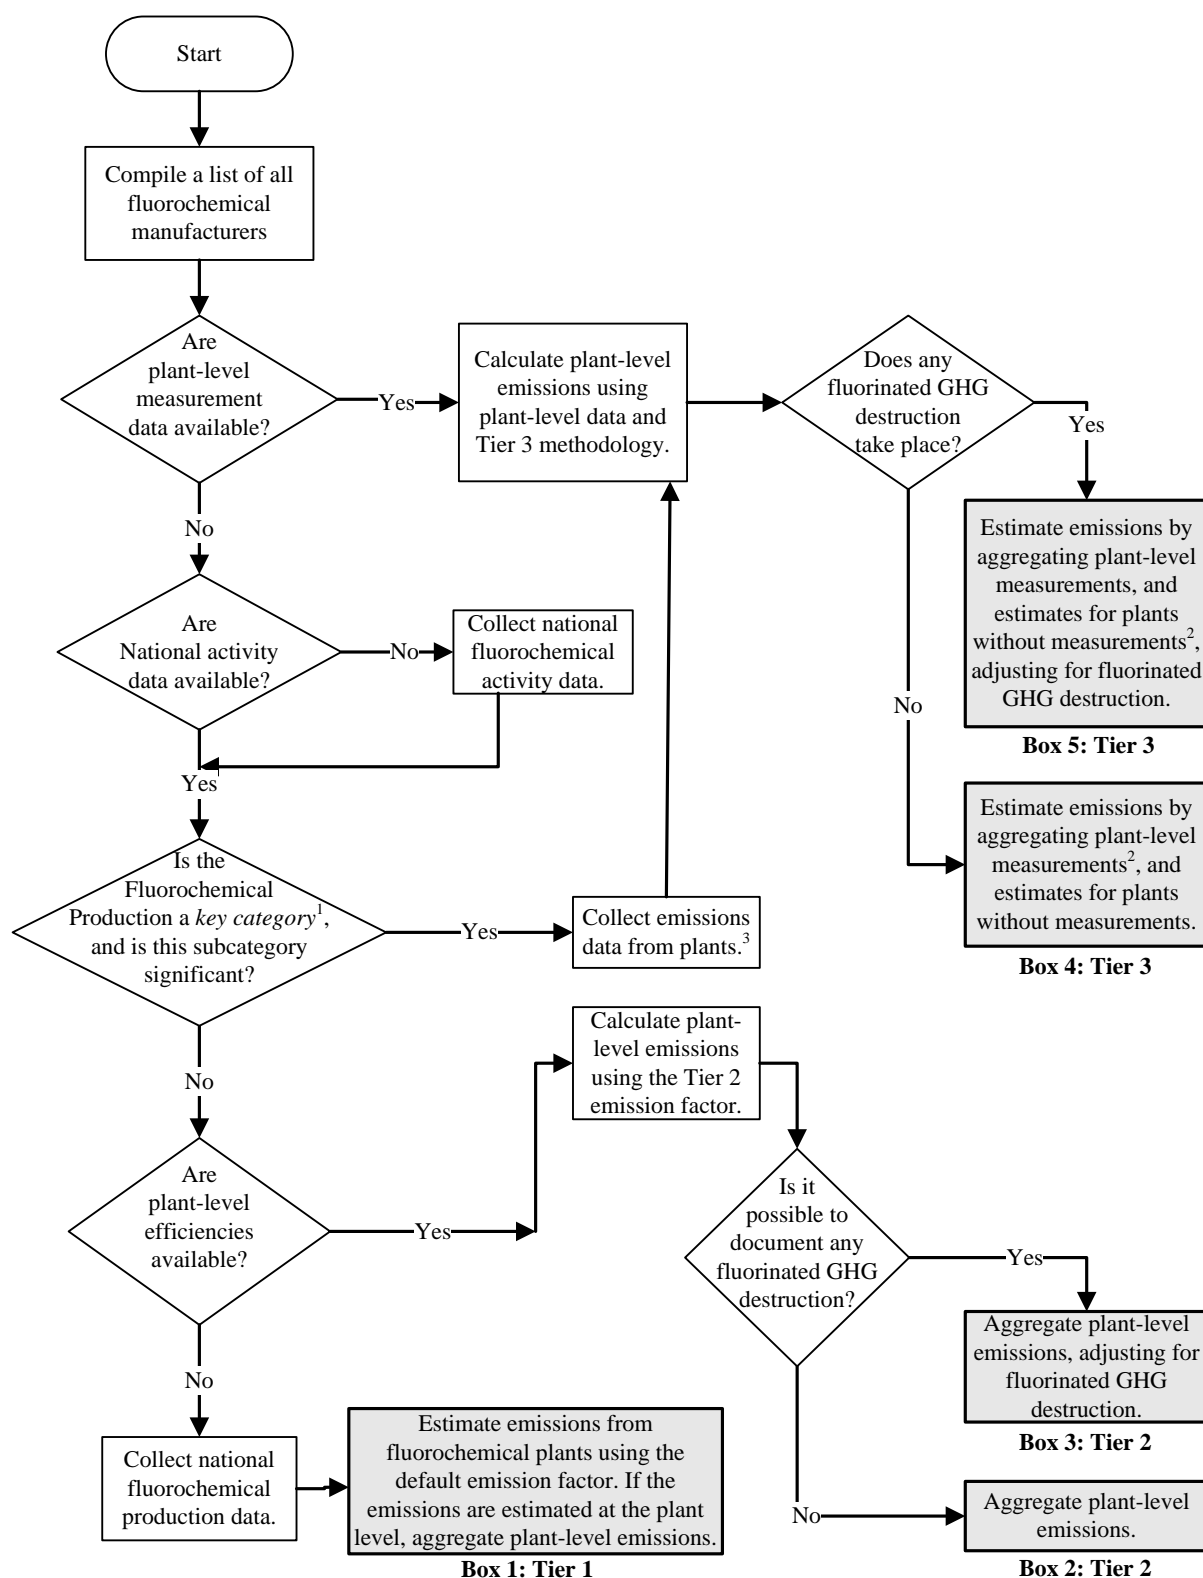 Start
Compile a list of all
fluorochemical
manufacturers
Are
plant-level
measurement
data available?
Yes
Calculate plant-level
emissions using
plant-level data and
Tier 3 methodology.
Does any
fluorinated GHG
destruction
take place?
Yes
No
Estimate emissions by
aggregating plant-level
measurements, and
estimates for plants
without measurements²,
adjusting for fluorinated
GHG destruction.
Box 5: Tier 3
Are
National activity
data available?
No
Collect national
fluorochemical
activity data.
No
Yes
Estimate emissions by
aggregating plant-level
measurements², and
estimates for plants
without measurements.
Box 4: Tier 3
Is the
Fluorochemical
Production a key category¹,
and is this subcategory
significant?
Yes
Collect emissions
data from plants.³
No
Calculate plant-
level emissions
using the Tier 2
emission factor.
Are
plant-level
efficiencies
available?
Yes
Is it
possible to
document any
fluorinated GHG
destruction?
Yes
Aggregate plant-level
emissions, adjusting for
fluorinated GHG
destruction.
Box 3: Tier 2
No
Collect national
fluorochemical
production data.
Estimate emissions from
fluorochemical plants using the
default emission factor. If the
emissions are estimated at the plant
level, aggregate plant-level emissions.
Box 1: Tier 1
No
Aggregate plant-level
emissions.
Box 2: Tier 2